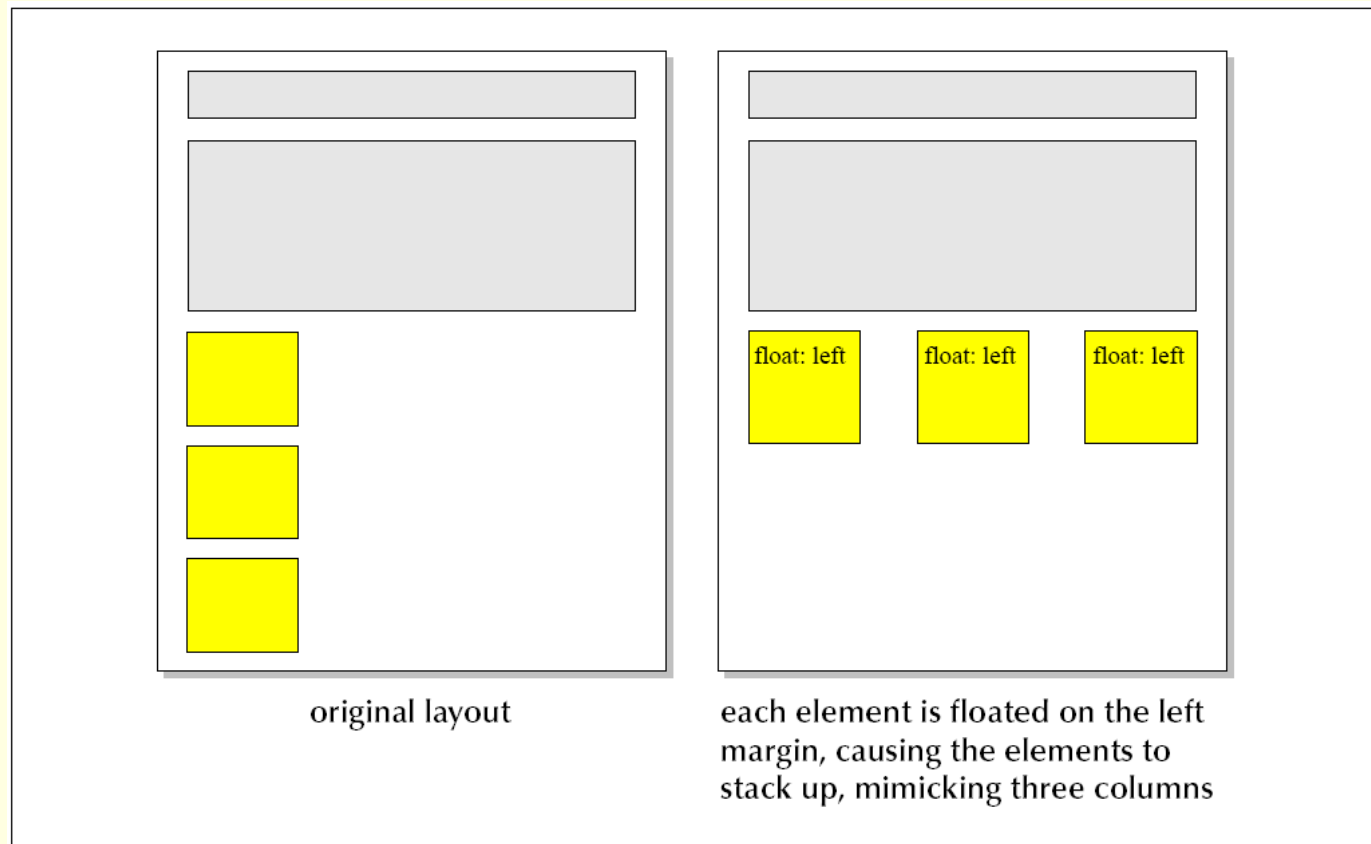 float: left
float: left
float: left
original layout
each element is floated on the left
margin, causing the elements to
stack up, mimicking three columns